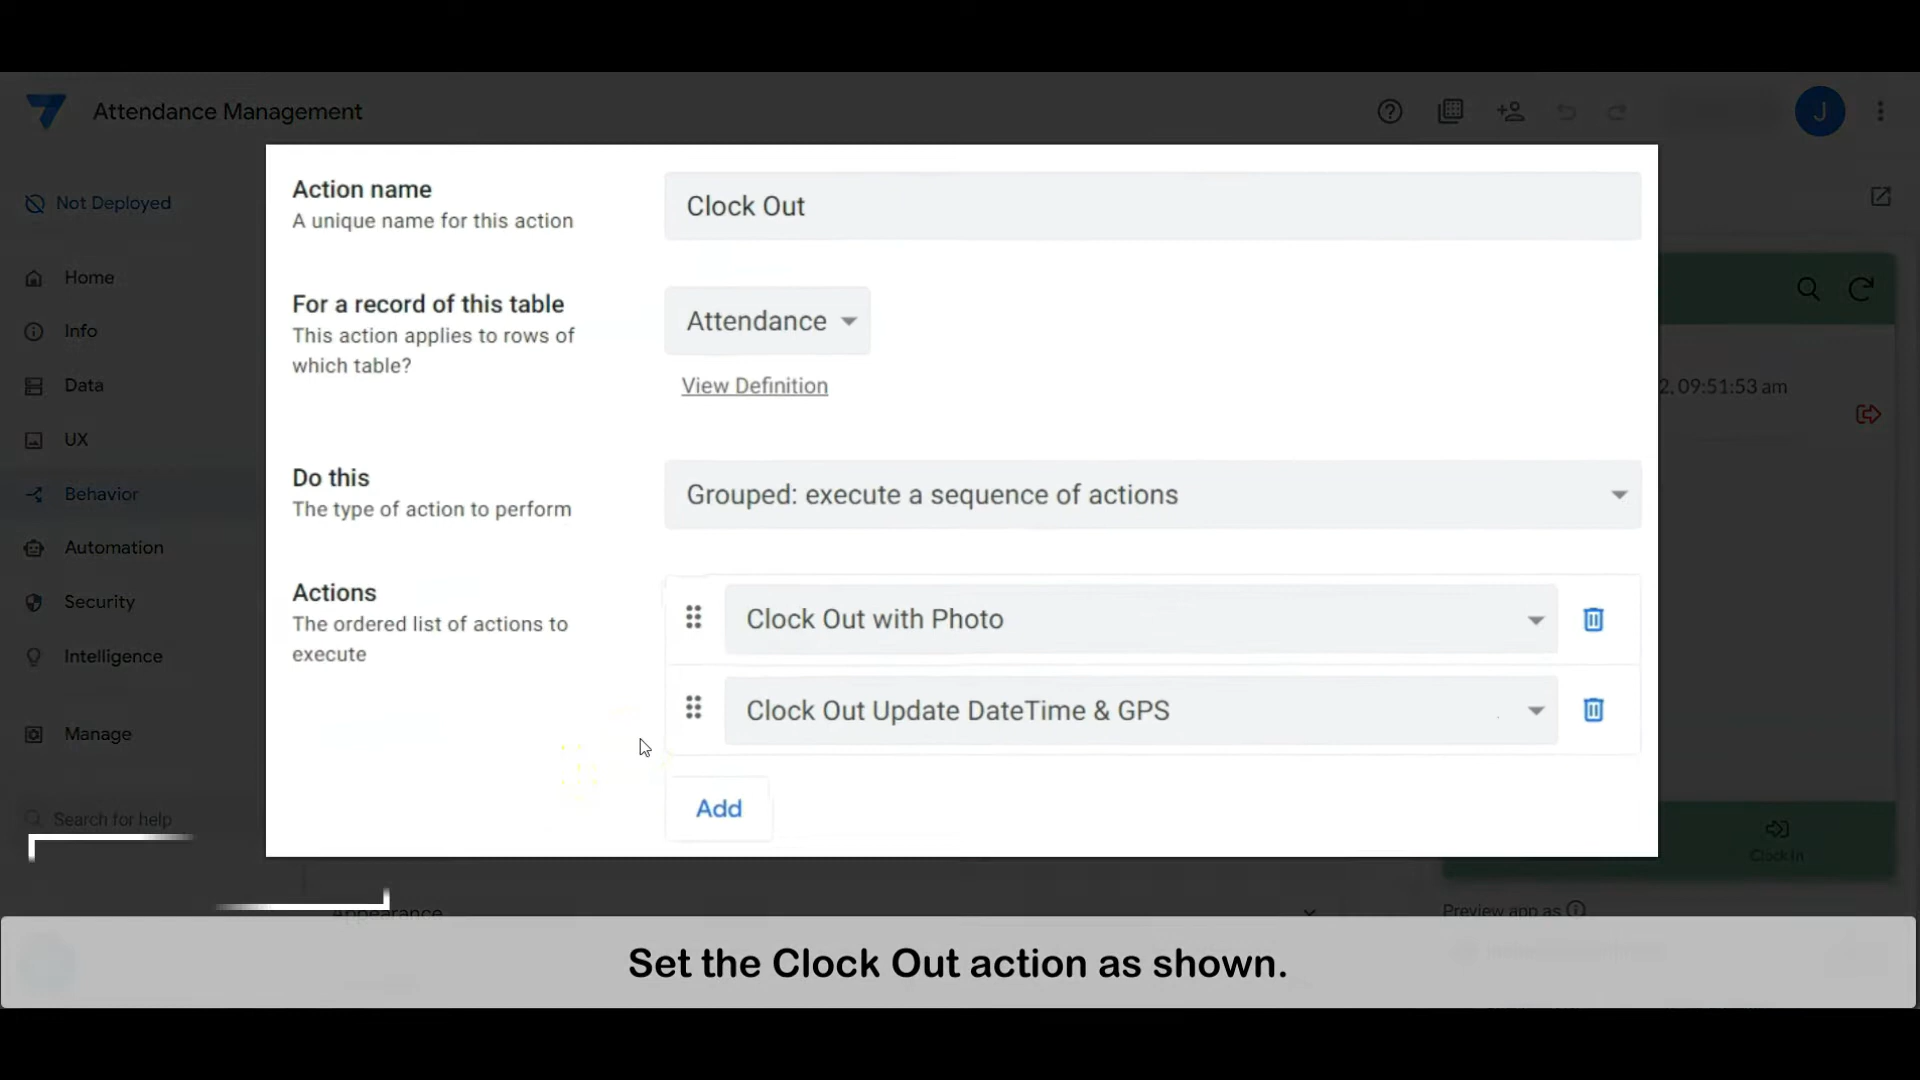 Attendance Management
J
Not Deployed
Home
Info
Data
UX
Behavior
Automation
Security
Intelligence
Manage
Search for help
Action name
A unique name for this action
Clock Out
For a record of this table
This action applies to rows of
which table?
Attendance
View Definition
Do this
The type of action to perform
Grouped: execute a sequence of actions
Actions
The ordered list of actions to
execute
Clock Out with Photo
Clock Out Update DateTime & GPS
Add
2, 09:51:53 am
Clock In
Appearance
Preview app as
Set the Clock Out action as shown.